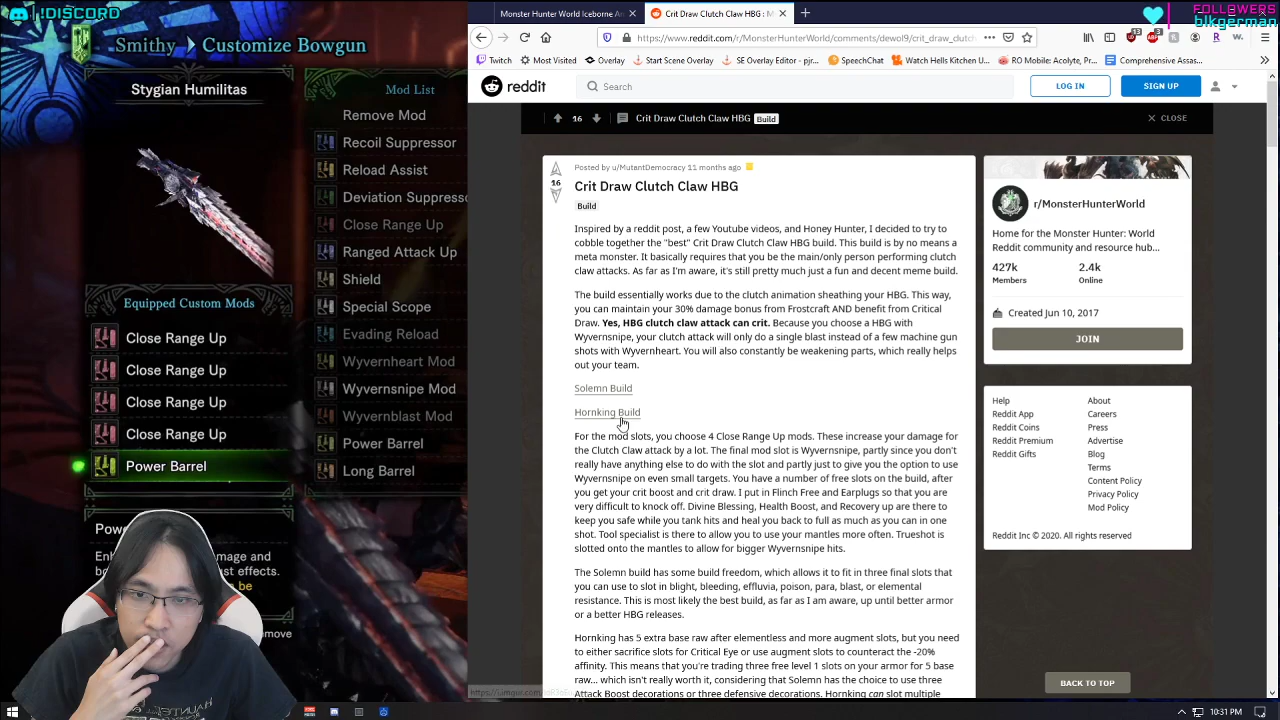 !DISCORD
Smithy > Customize Bowgun
Stygian Humilitas
Equipped Custom Mods
Close Range Up
Close Range Up
Close Range Up
Close Range Up
Power Barrel
Mod List
Remove Mod
Recoil Suppressor
Reload Assist
Deviation Suppress
Close Range Up
Ranged Attack Up
Shield
Special Scope
Evading Reload
Wyvernheart Mod
Wyvernsnipe Mod
Wyvernblast Mod
Power Barrel
Long Barrel
Monster Hunter World Iceborne Ar
Crit Draw Clutch Claw HBG : M
FOLLOWERS
blkgerman
https://www.reddit.com/r/MonsterHunterWorld/comments/dewol9/crit_draw_clutch
Twitch
Most Visited
Overlay
Start Scene Overlay
SE Overlay Editor - pjr...
SpeechChat
Watch Hells Kitchen U...
RO Mobile: Acolyte, Pr...
Comprehensive Assas...
reddit
Search
LOG IN
SIGN UP
16
Crit Draw Clutch Claw HBG Build
CLOSE
Posted by u/MutantDemocracy 11 months ago
16
Crit Draw Clutch Claw HBG
Build
Inspired by a reddit post, a few Youtube videos, and Honey Hunter, I decided to try to
cobble together the "best" Crit Draw Clutch Claw HBG build. This build is by no means a
meta monster. It basically requires that you be the main/only person performing clutch
claw attacks. As far as I'm aware, it's still pretty much just a fun and decent meme build.
The build essentially works due to the clutch animation sheathing your HBG. This way,
you can maintain your 30% damage bonus from Frostcraft AND benefit from Critical
Draw. Yes, HBG clutch claw attack can crit. Because you choose a HBG with
Wyvernsnipe, your clutch attack will only do a single blast instead of a few machine gun
shots with Wyvernheart. You will also constantly be weakening parts, which really helps
out your team.
Solemn Build
Hornking Build
For the mod slots, you choose 4 Close Range Up mods. These increase your damage for
the Clutch Claw attack by a lot. The final mod slot is Wyvernsnipe, partly since you don't
really have anything else to do with the slot and partly just to give you the option to use
Wyvernsnipe on even small targets. You have a number of free slots on the build, after
you get your crit boost and crit draw. I put in Flinch Free and Earplugs so that you are
very difficult to knock off. Divine Blessing, Health Boost, and Recovery up are there to
keep you safe while you tank hits and heal you back to full as much as you can in one
shot. Tool specialist is there to allow you to use your mantles more often. Trueshot is
slotted onto the mantles to allow for bigger Wyvernsnipe hits.
The Solemn build has some build freedom, which allows it to fit in three final slots that
you can use to slot in blight, bleeding, effluvia, poison, para, blast, or elemental
resistance. This is most likely the best build, as far as I am aware, up until better armor
or a better HBG releases.
Hornking has 5 extra base raw after elementless and more augment slots, but you need
to either sacrifice slots for Critical Eye or use augment slots to counteract the -20%
affinity. This means that you're trading three free level 1 slots on your armor for 5 base
raw... which isn't really worth it, considering that Solemn has the choice to use three
Attack Boost decorations or three defensive decorations. Hornking can slot multiple
r/MonsterHunterWorld
Home for the Monster Hunter: World
Reddit community and resource hub...
427k
2.4k
Members
Online
Created Jun 10, 2017
JOIN
Help
About
Reddit App
Careers
Reddit Coins
Press
Reddit Premium
Advertise
Reddit Gifts
Blog
Terms
Content Policy
Privacy Policy
Mod Policy
Reddit Inc © 2020. All rights reserved
BACK TO TOP
10:31 PM